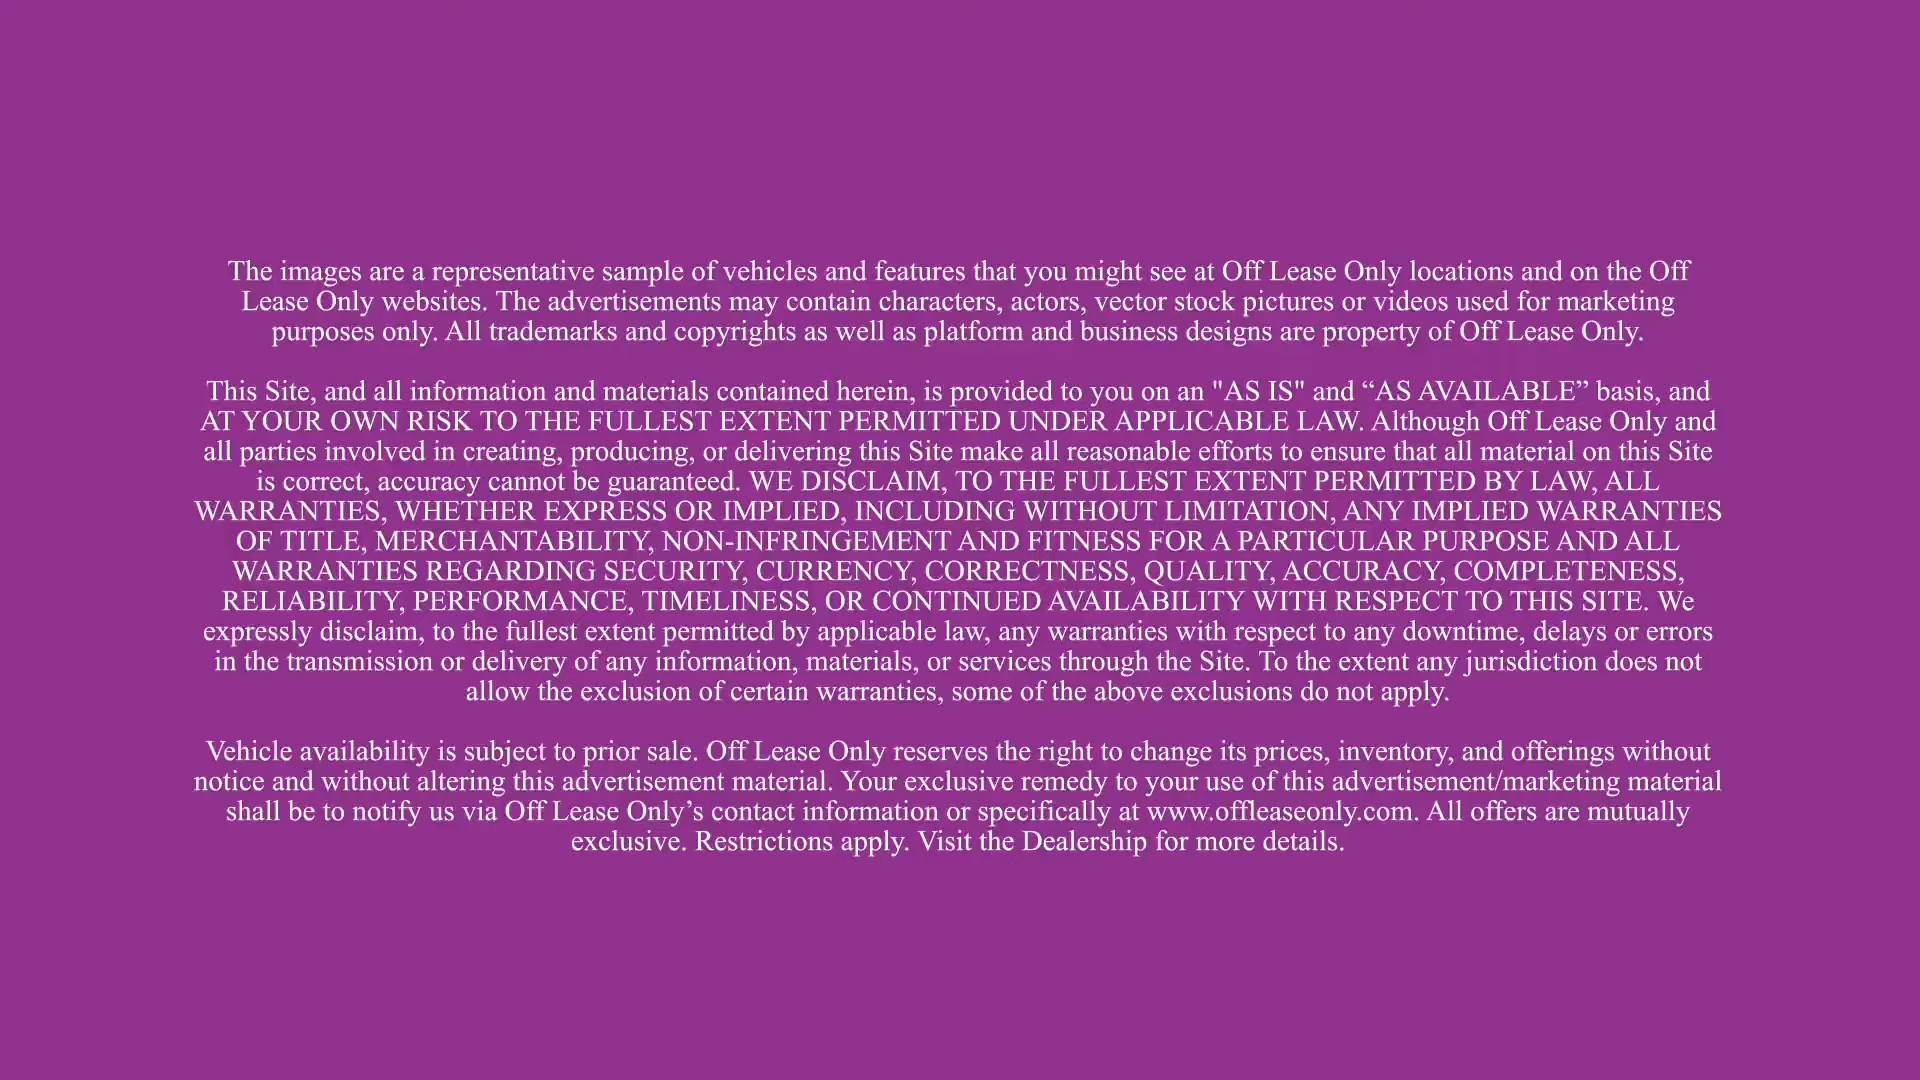 The images are a representative sample of vehicles and features that you might see at Off Lease Only locations and on the Off
Lease Only websites. The advertisements may contain characters, actors, vector stock pictures or videos used for marketing
purposes only. All trademarks and copyrights as well as platform and business designs are property of Off Lease Only.
This Site, and all information and materials contained herein, is provided to you on an "AS IS" and “AS AVAILABLE” basis, and
AT YOUR OWN RISK TO THE FULLEST EXTENT PERMITTED UNDER APPLICABLE LAW. Although Off Lease Only and
all parties involved in creating, producing, or delivering this Site make all reasonable efforts to ensure that all material on this Site
is correct, accuracy cannot be guaranteed. WE DISCLAIM, TO THE FULLEST EXTENT PERMITTED BY LAW, ALL
WARRANTIES, WHETHER EXPRESS OR IMPLIED, INCLUDING WITHOUT LIMITATION, ANY IMPLIED WARRANTIES
OF TITLE, MERCHANTABILITY, NON-INFRINGEMENT AND FITNESS FOR A PARTICULAR PURPOSE AND ALL
WARRANTIES REGARDING SECURITY, CURRENCY, CORRECTNESS, QUALITY, ACCURACY, COMPLETENESS,
RELIABILITY, PERFORMANCE, TIMELINESS, OR CONTINUED AVAILABILITY WITH RESPECT TO THIS SITE. We
expressly disclaim, to the fullest extent permitted by applicable law, any warranties with respect to any downtime, delays or errors
in the transmission or delivery of any information, materials, or services through the Site. To the extent any jurisdiction does not
allow the exclusion of certain warranties, some of the above exclusions do not apply.
Vehicle availability is subject to prior sale. Off Lease Only reserves the right to change its prices, inventory, and offerings without
notice and without altering this advertisement material. Your exclusive remedy to your use of this advertisement/marketing material
shall be to notify us via Off Lease Only’s contact information or specifically at www.offleaseonly.com. All offers are mutually
exclusive. Restrictions apply. Visit the Dealership for more details.